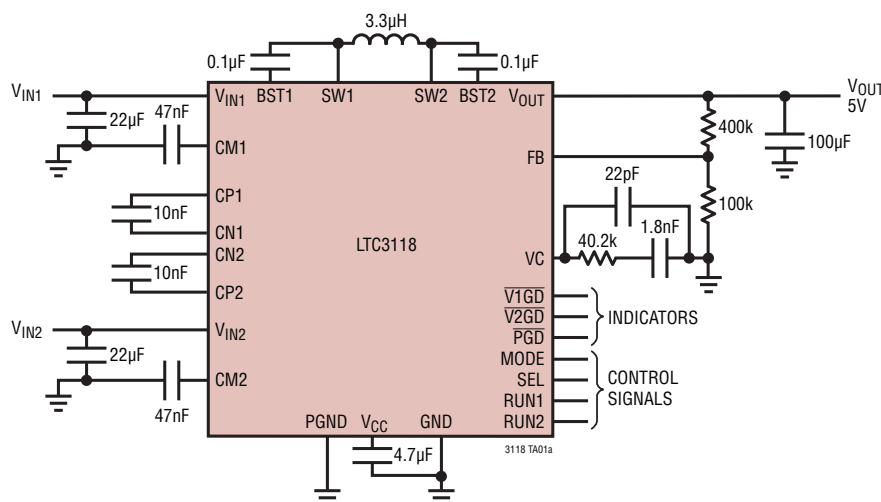 3.3µH
0.1µF
0.1µF
VIN1
VIN1
BST1
SW1
SW2
BST2
VOUT
VOUT
5V
22µF
47nF
CM1
400k
100µF
FB
22pF
CP1
10nF
CN1
100k
1.8nF
40.2k
LTC3118
VC
CN2
10nF
CP2
V1GD
V2GD
PGD
INDICATORS
VIN2
VIN2
22µF
47nF
CM2
MODE
SEL
RUN1
RUN2
CONTROL
SIGNALS
PGND
VCC
GND
4.7µF
3118 TA01a